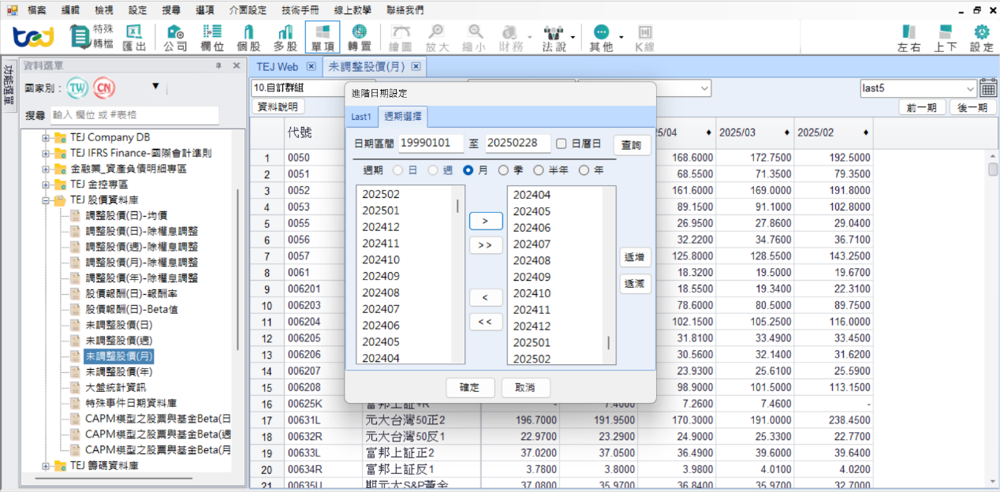 檔案 編輯 檢視 設定 搜尋 選項 介面設定 技術手冊 線上教學 聯絡我們
tej 特殊轉檔 匯出 公司 欄位 個股 多股 單項 轉置 繪圖 放大 縮小 財務 法說 其他 K線 左右 上下 設定
功能選單
資料選單
國家別： TW CN
搜尋 輸入 欄位 或 #表格
TEJ Company DB
TEJ IFRS Finance-國際會計準則
金融業_資產負債明細專區
TEJ 金控專區
TEJ 股價資料庫
調整股價(日)-均價
調整股價(日)-除權息調整
調整股價(週)-除權息調整
調整股價(月)-除權息調整
調整股價(年)-除權息調整
股價報酬(日)-報酬率
股價報酬(日)-Beta值
未調整股價(日)
未調整股價(週)
未調整股價(月)
未調整股價(年)
大盤統計資訊
特殊事件日期資料庫
CAPM模型之股票與基金Beta(日
CAPM模型之股票與基金Beta(週
CAPM模型之股票與基金Beta(月
TEJ 籌碼資料庫
TEJ Web 未調整股價(月)
10.自訂群組 last5
資料說明 前一期 後一期
進階日期設定
Last1 週期選擇
日期區間 19990101 至 20250228 日曆日 查詢
週期 日 週 月 季 半年 年
202502 202404
202501 202405
202412 > 202406
202411 >> 202407
202410 202408 遞增
202409 202409
202408 < 202410 遞減
202407 202411
202406 << 202412
202405 202501
202404 202502
確定 取消
代號 5/04 2025/03 2025/02
1 0050 168.6000 172.7500 192.5000
2 0051 68.5500 71.3500 79.3500
3 0052 161.6000 169.0000 191.8000
4 0053 89.1500 91.1000 102.8000
5 0055 26.9500 27.8600 29.0400
6 0056 32.2200 34.7600 36.7100
7 0057 125.8000 128.5500 143.2500
8 0061 18.3200 19.5000 19.6700
9 006201 18.5500 19.3400 22.3100
10 006203 78.6000 80.5000 89.7500
11 006204 102.1500 105.2500 116.0000
12 006205 31.8100 33.4900 33.4500
13 006206 30.5600 32.1400 31.6200
14 006207 23.9300 25.6100 25.5900
15 006208 98.9000 101.5000 113.1500
16 00625K 富邦上証+R - 7.4000 7.2600 7.4600 -
17 00631L 元大台灣50正2 196.7000 191.9500 170.3000 191.0000 238.4500
18 00632R 元大台灣50反1 22.9700 23.2900 24.9000 25.3300 22.7700
19 00633L 富邦上証正2 37.0200 37.0500 36.4900 39.6000 39.6400
20 00634R 富邦上証反1 3.7800 3.8000 3.9800 4.0100 4.0200
21 00635U 期元大S&P黃金 37.0800 35.9700 36.8400 35.9700 32.7000